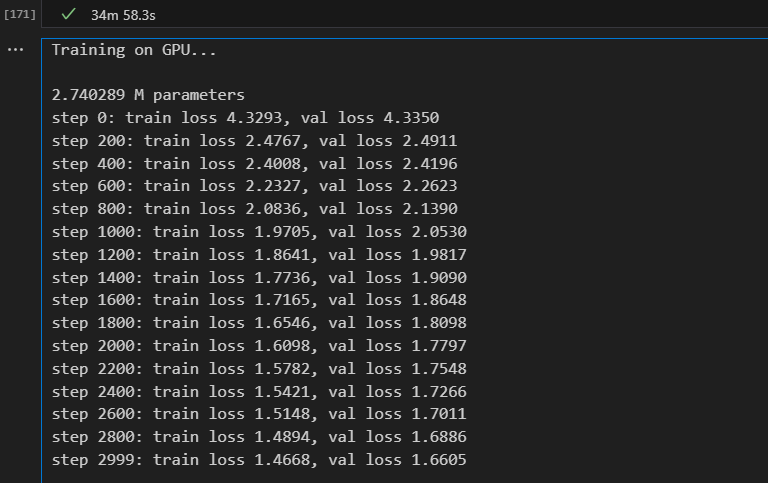 [171]
✓ 34m 58.3s
...
Training on GPU...
2.740289 M parameters
step 0: train loss 4.3293, val loss 4.3350
step 200: train loss 2.4767, val loss 2.4911
step 400: train loss 2.4008, val loss 2.4196
step 600: train loss 2.2327, val loss 2.2623
step 800: train loss 2.0836, val loss 2.1390
step 1000: train loss 1.9705, val loss 2.0530
step 1200: train loss 1.8641, val loss 1.9817
step 1400: train loss 1.7736, val loss 1.9090
step 1600: train loss 1.7165, val loss 1.8648
step 1800: train loss 1.6546, val loss 1.8098
step 2000: train loss 1.6098, val loss 1.7797
step 2200: train loss 1.5782, val loss 1.7548
step 2400: train loss 1.5421, val loss 1.7266
step 2600: train loss 1.5148, val loss 1.7011
step 2800: train loss 1.4894, val loss 1.6886
step 2999: train loss 1.4668, val loss 1.6605